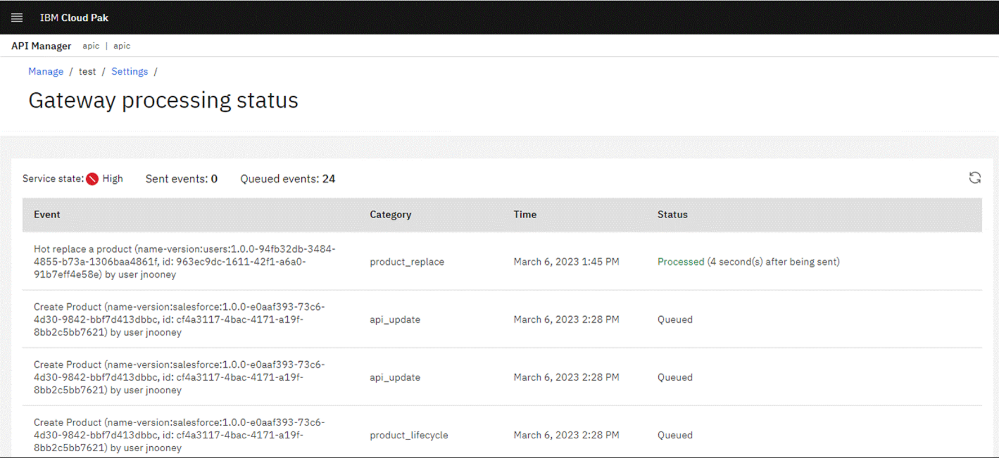 IBM Cloud Pak
API Manager apic | apic
Manage / test / Settings /
Gateway processing status
Service state: High Sent events: 0 Queued events: 24
Event Category Time Status
Hot replace a product (name-version:users:1.0.0-94fb32db-3484-
4855-b73a-1306baa4861f, id: 963ec9dc-1611-42f1-a6a0-
91b7eff4e58e) by user jnooney
product_replace March 6, 2023 1:45 PM Processed (4 second(s) after being sent)
Create Product (name-version:salesforce:1.0.0-e0aaf393-73c6-
4d30-9842-bbf7d413dbbc, id: cf4a3117-4bac-4171-a19f-
8bb2c5bb7621) by user jnooney
api_update March 6, 2023 2:28 PM Queued
Create Product (name-version:salesforce:1.0.0-e0aaf393-73c6-
4d30-9842-bbf7d413dbbc, id: cf4a3117-4bac-4171-a19f-
8bb2c5bb7621) by user jnooney
api_update March 6, 2023 2:28 PM Queued
Create Product (name-version:salesforce:1.0.0-e0aaf393-73c6-
4d30-9842-bbf7d413dbbc, id: cf4a3117-4bac-4171-a19f-
8bb2c5bb7621) by user jnooney
product_lifecycle March 6, 2023 2:28 PM Queued